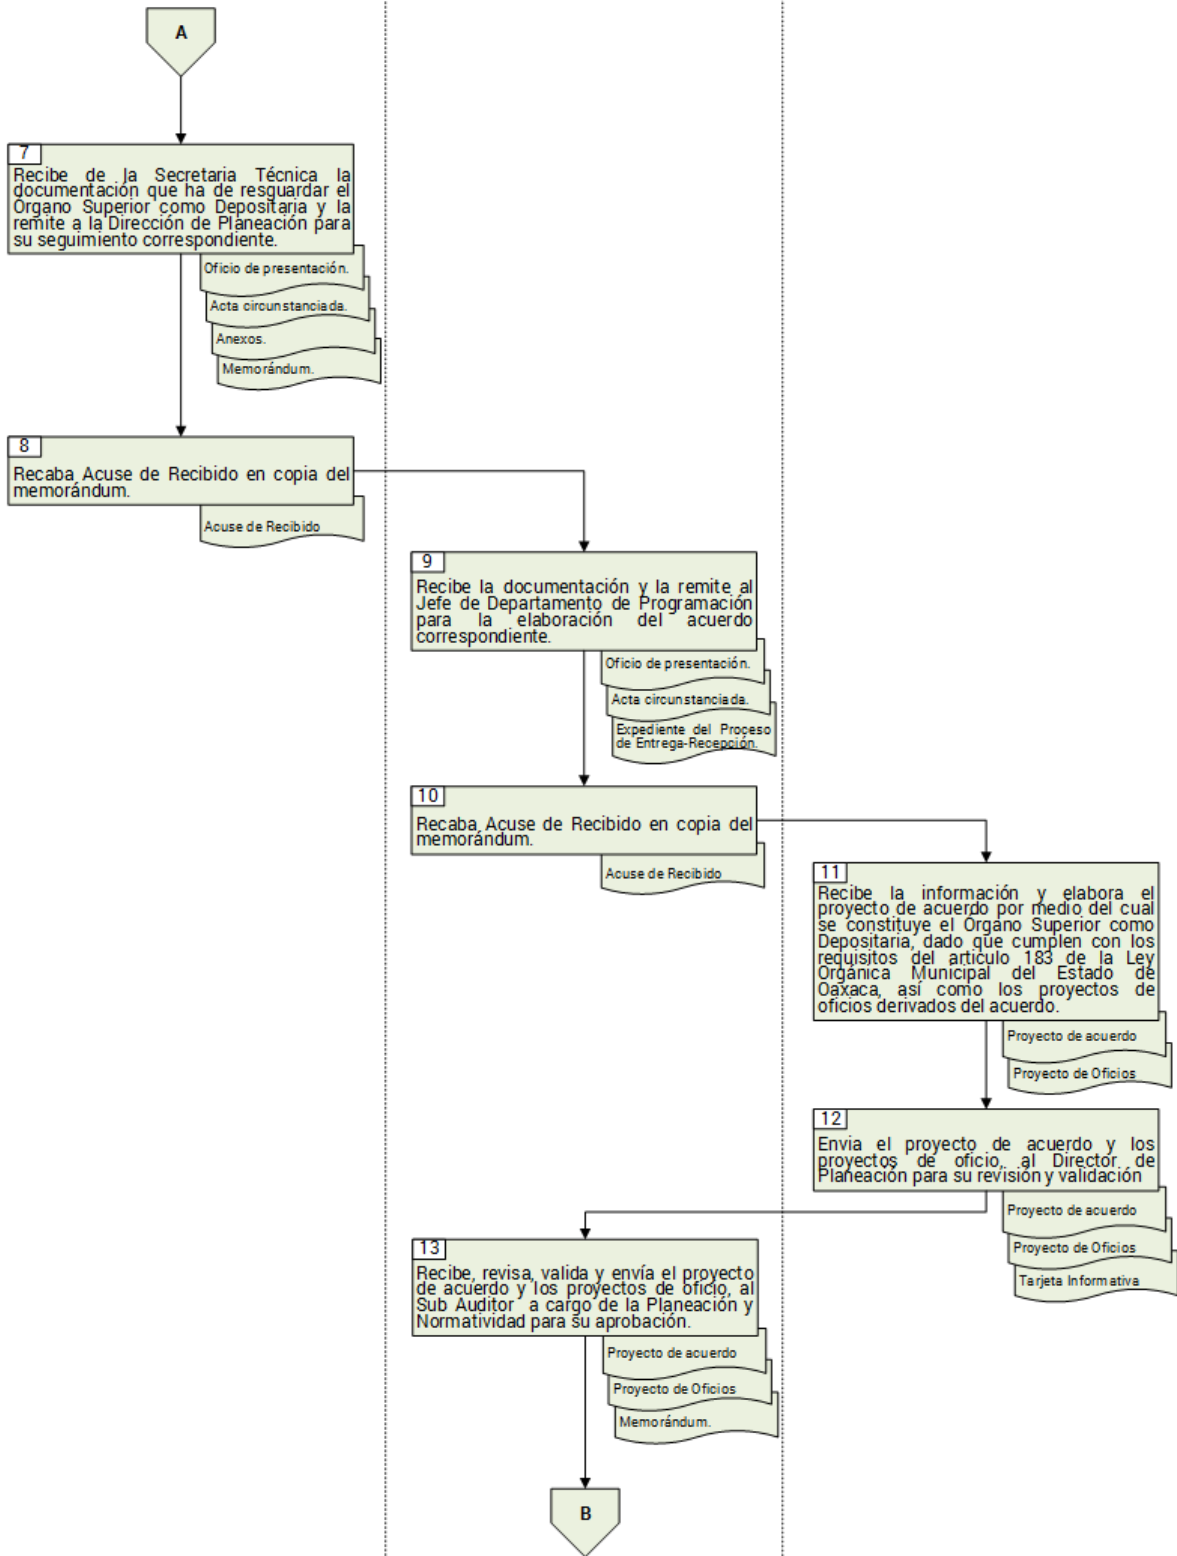 A
7
Recibe de la Secretaria Técnica la
documentación que ha de resguardar el
Órgano Superior como Depositaria y la
remite a la Dirección de Planeación para
su seguimiento correspondiente.
Oficio de presentación.
Acta circunstanciada.
Anexos.
Memorándum.
8
Recaba Acuse de Recibido en copia del
memorándum.
Acuse de Recibido
9
Recibe la documentación y la remite al
Jefe de Departamento de Programación
para la elaboración del acuerdo
correspondiente.
Oficio de presentación.
Acta circunstanciada.
Expediente del Proceso
de Entrega-Recepción.
10
Recaba Acuse de Recibido en copia del
memorándum.
Acuse de Recibido
11
Recibe la información y elabora el
proyecto de acuerdo por medio del cual
se constituye el Órgano Superior como
Depositaria, dado que cumplen con los
requisitos del articulo 183 de la Ley
Orgánica Municipal del Estado de
Oaxaca, así como los proyectos de
oficios derivados del acuerdo.
Proyecto de acuerdo
Proyecto de Oficios
12
Envia el proyecto de acuerdo y los
proyectos de oficio, al Director de
Planeación para su revisión y validación
Proyecto de acuerdo
Proyecto de Oficios
Tarjeta Informativa
13
Recibe, revisa, valida y envía el proyecto
de acuerdo y los proyectos de oficio, al
Sub Auditor a cargo de la Planeación y
Normatividad para su aprobación.
Proyecto de acuerdo
Proyecto de Oficios
Memorándum.
B